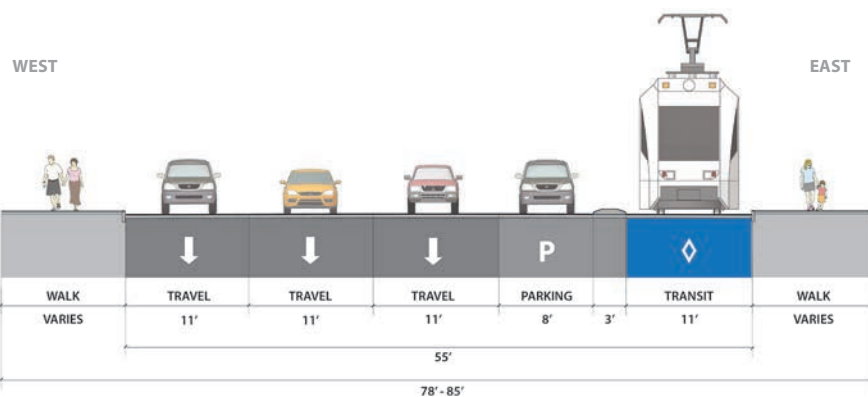 WEST
EAST
P
WALK TRAVEL TRAVEL TRAVEL PARKING TRANSIT WALK
VARIES 11' 11' 11' 8' 3' 11' VARIES
55'
78' - 85'